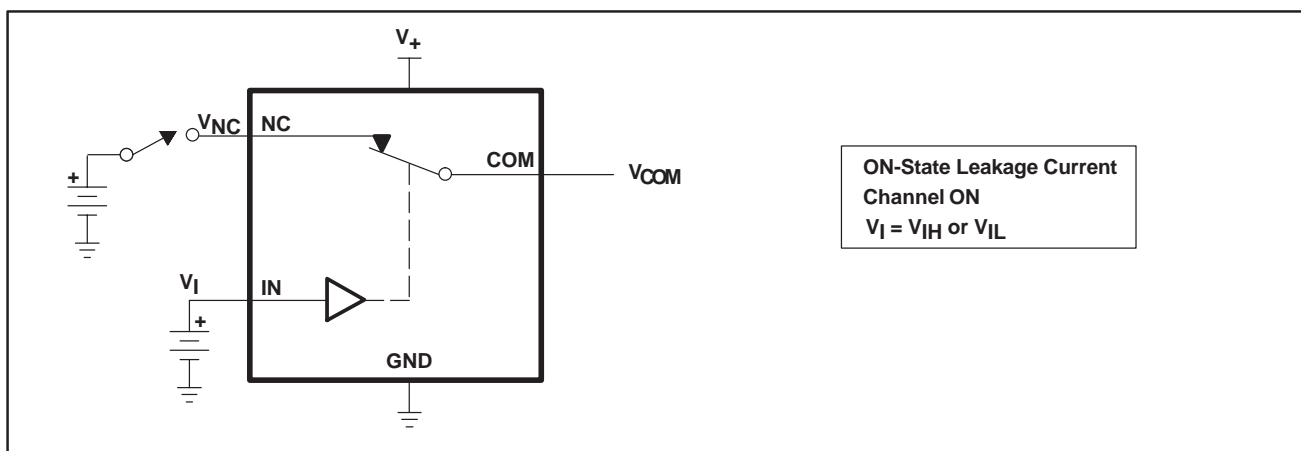 V+
VNC NC
COM
VCOM
+
VI IN
+
GND
ON-State Leakage Current
Channel ON
VI = VIH or VIL